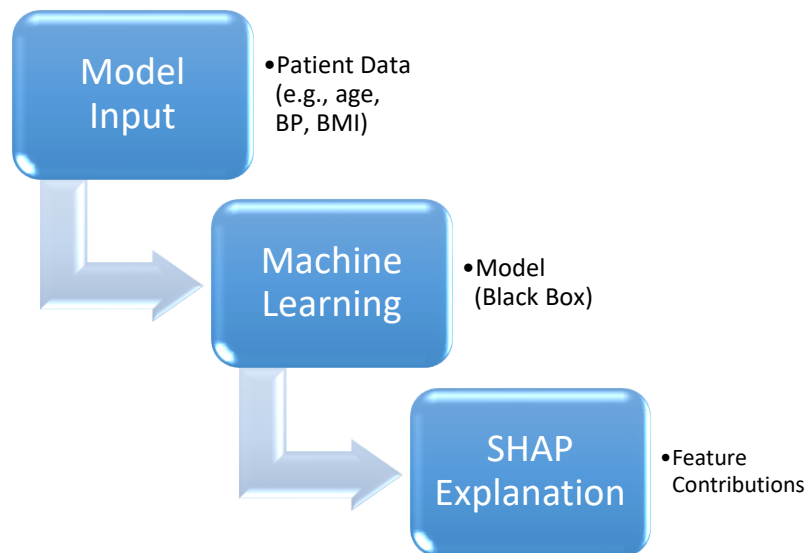 Model
Input
•Patient Data
(e.g., age,
BP, BMI)
Machine
Learning
•Model
(Black Box)
SHAP
Explanation
•Feature
Contributions